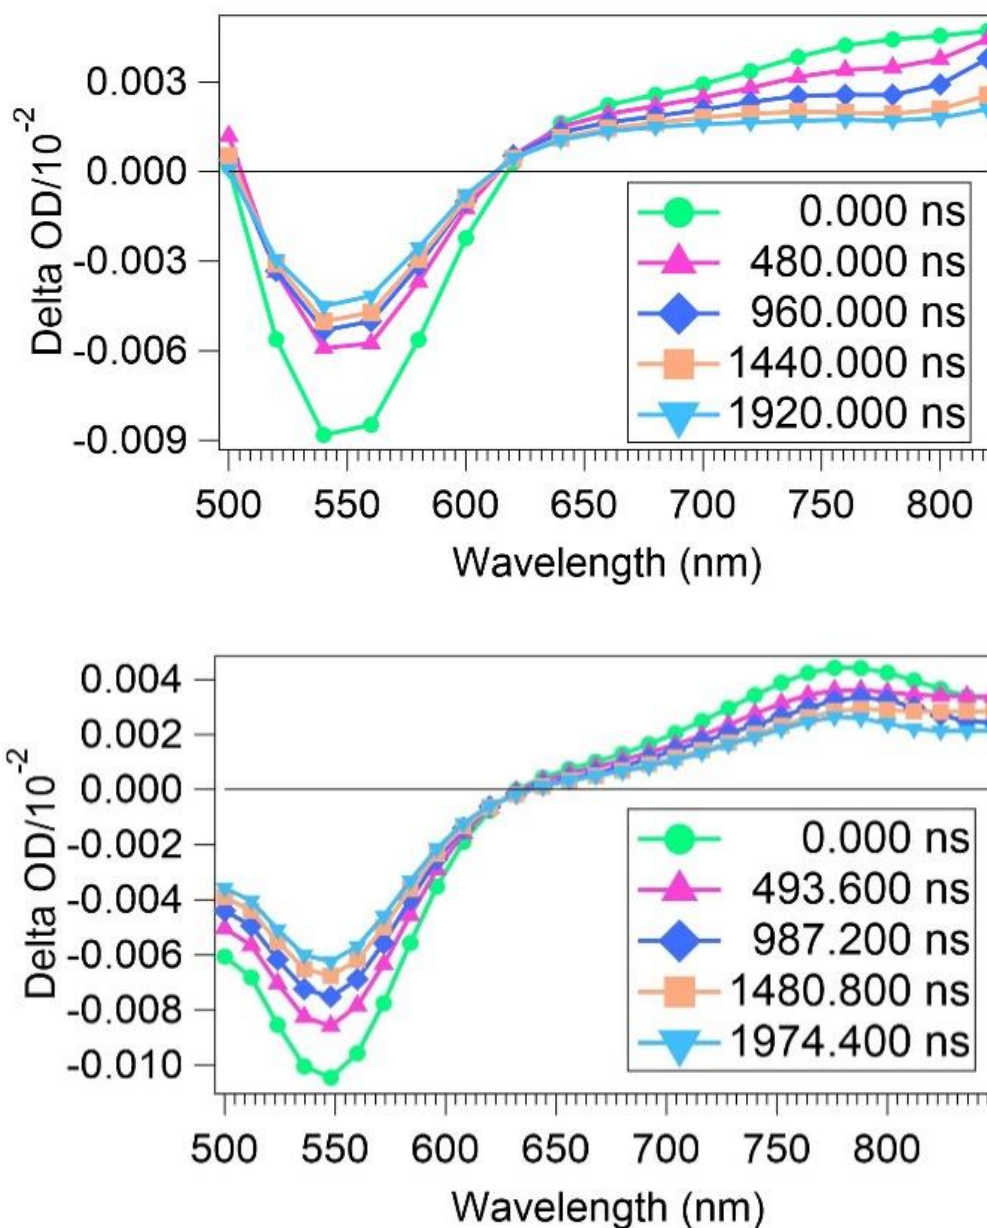 Delta OD/10⁻²
0.003
0.000
-0.003
-0.006
-0.009
0.000 ns
480.000 ns
960.000 ns
1440.000 ns
1920.000 ns
500 550 600 650 700 750 800
Wavelength (nm)
Delta OD/10⁻²
0.004
0.002
0.000
-0.002
-0.004
-0.006
-0.008
-0.010
0.000 ns
493.600 ns
987.200 ns
1480.800 ns
1974.400 ns
500 550 600 650 700 750 800
Wavelength (nm)